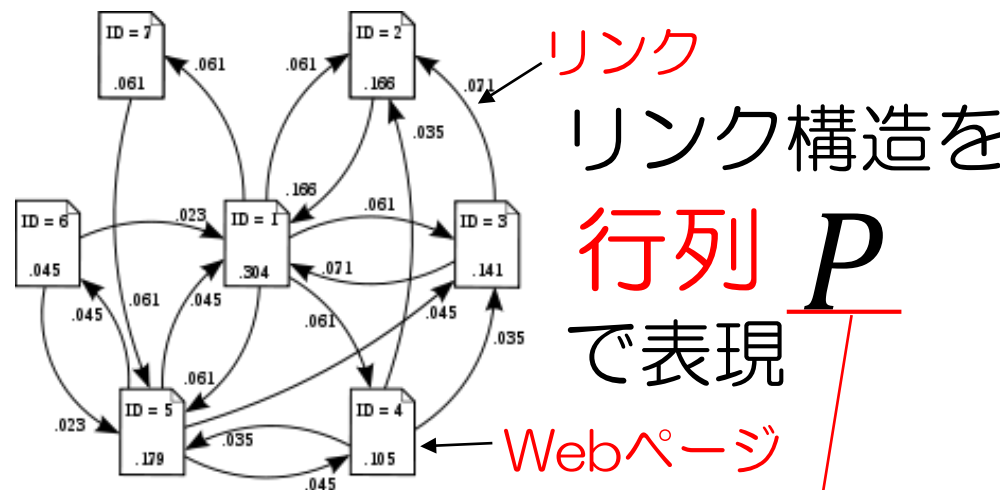 ID = 7
.061
ID = 2
.166
ID = 6
.045
ID = 1
.304
ID = 3
.141
ID = 5
.179
ID = 4
.105
.061
.061
.071
.035
.166
.023
.061
.071
.061
.045
.045
.061
.045
.035
.061
.023
.035
.045
リンク
リンク構造を
行列 P
で表現
Webページ